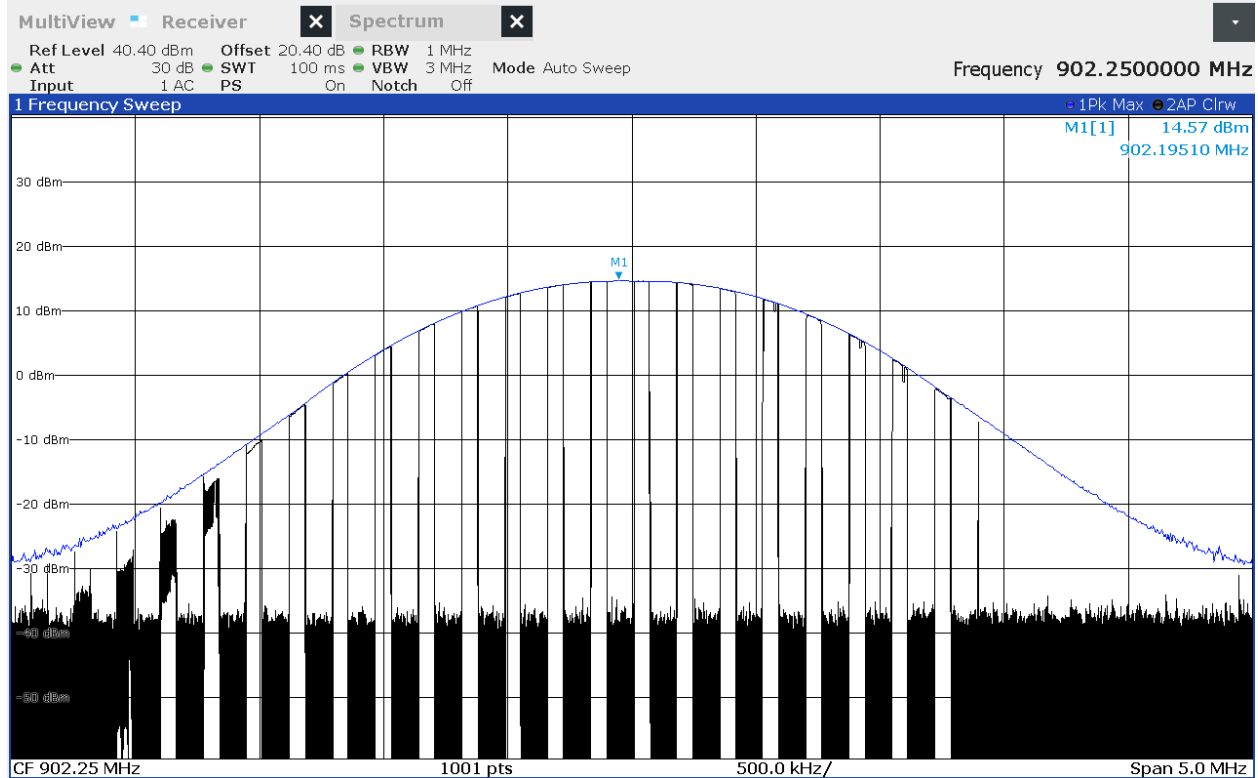 MultiView Receiver X Spectrum X
Ref Level 40.40 dBm Offset 20.40 dB RBW 1 MHz
Att 30 dB SWT 100 ms VBW 3 MHz Mode Auto Sweep Frequency 902.2500000 MHz
Input 1 AC PS On Notch Off
1 Frequency Sweep 1Pk Max 2AP Clrw
M1[1] 14.57 dBm
902.19510 MHz
30 dBm
20 dBm
M1
10 dBm
0 dBm
-10 dBm
-20 dBm
-30 dBm
-40 dBm
-50 dBm
CF 902.25 MHz 1001 pts 500.0 kHz/ Span 5.0 MHz